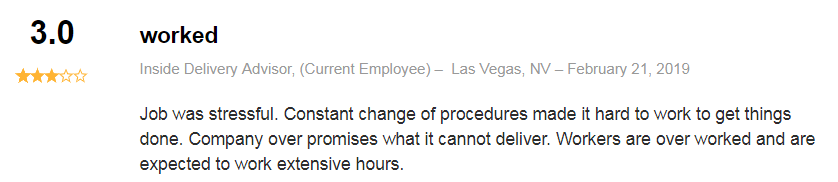 3.0
worked
Inside Delivery Advisor, (Current Employee) – Las Vegas, NV – February 21, 2019
Job was stressful. Constant change of procedures made it hard to work to get things
done. Company over promises what it cannot deliver. Workers are over worked and are
expected to work extensive hours.